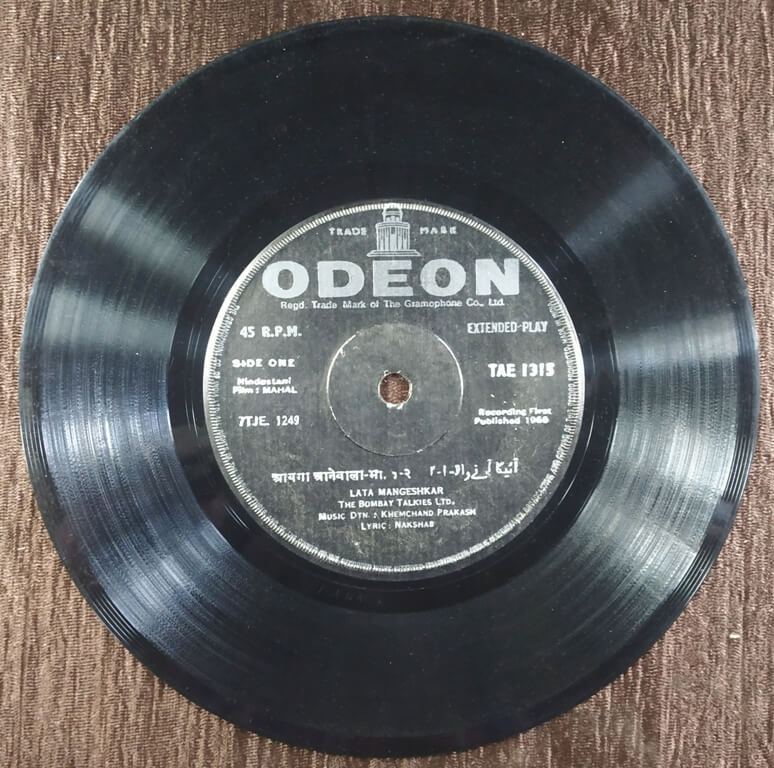 TRADE MARK
ODEON
Regd. Trade Mark of The Gramophone Co., Ltd.
45 R.P.M.
EXTENDED-PLAY
SIDE ONE
TAE 1315
Hindustani
Film : MAHAL
7TJE. 1249
Recording First
Published 1966
आयगा आनेवाला-भा. १-२
LATA MANGESHKAR
THE BOMBAY TALKIES LTD.
MUSIC DTN. : KHEMCHAND PRAKASH
LYRIC : NAKSHAB